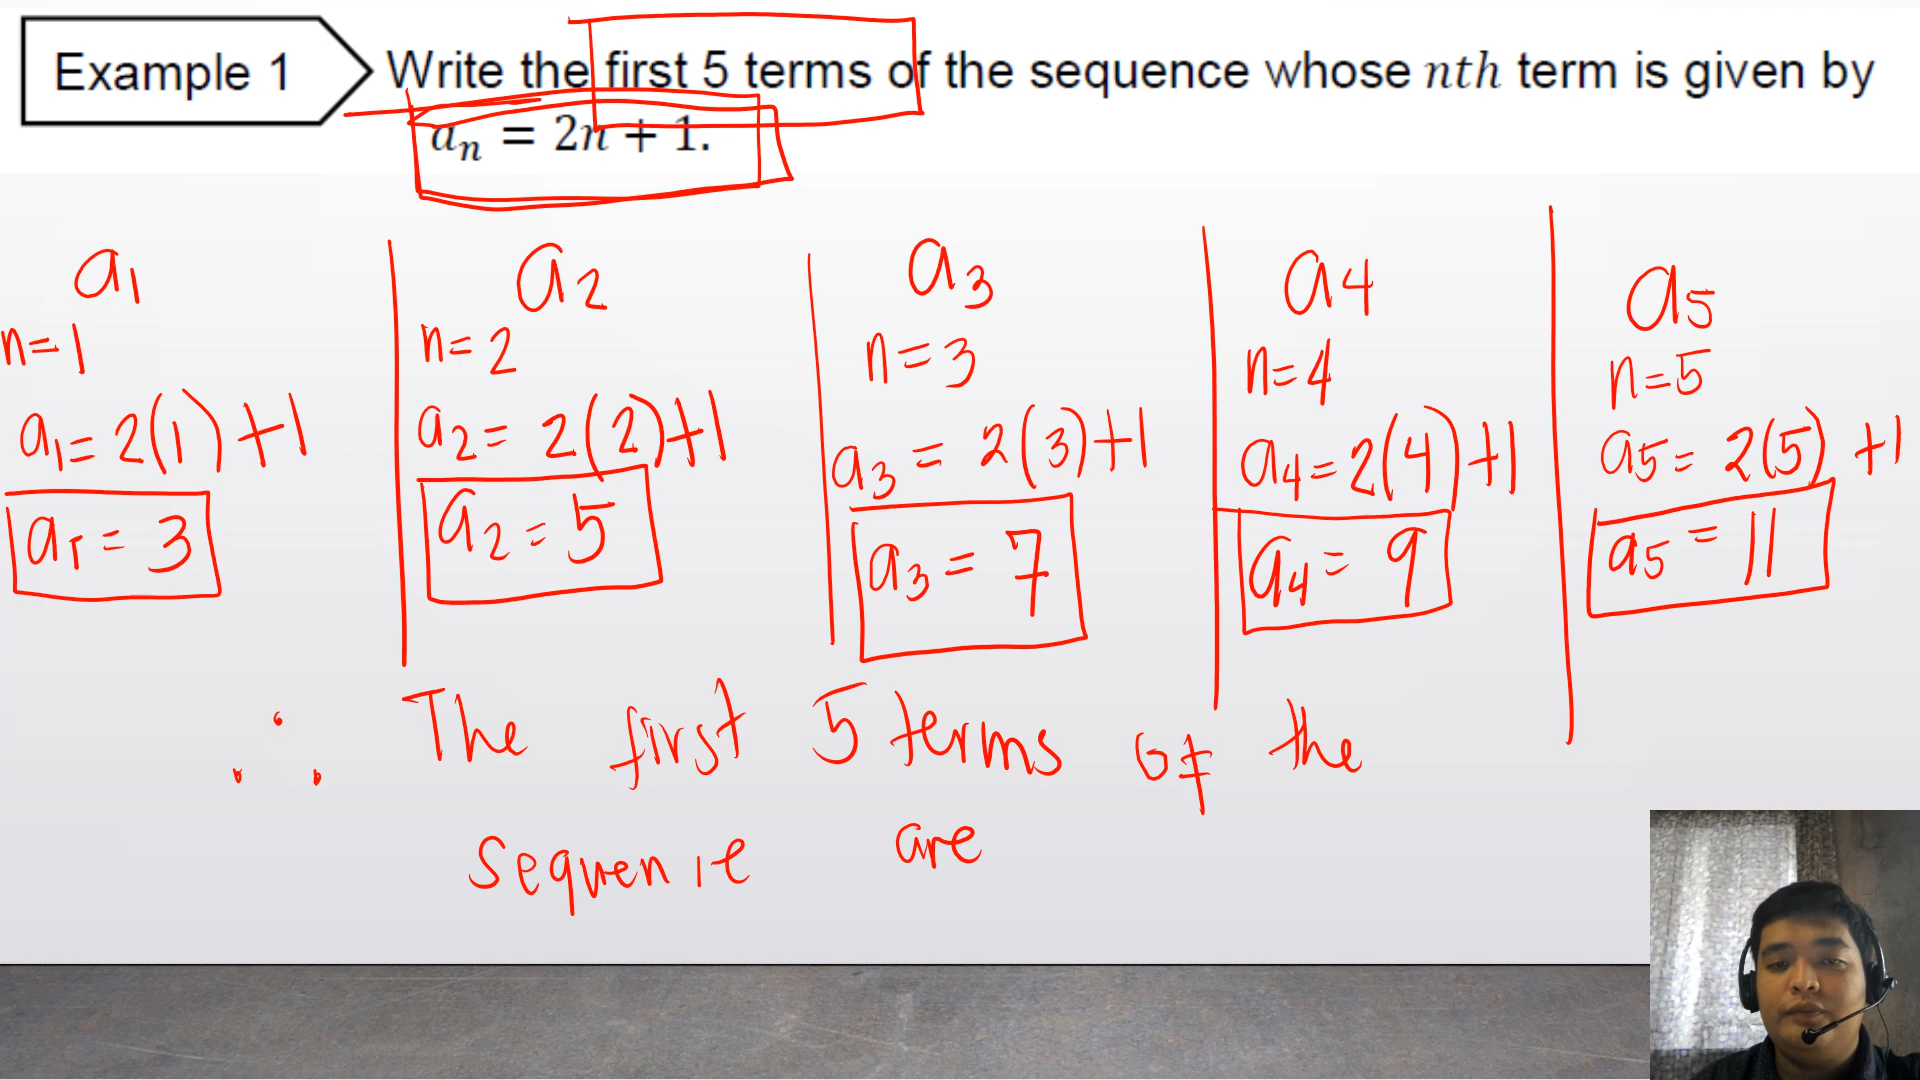 Example 1
Write the first 5 terms of the sequence whose nth term is given by
aₙ = 2n + 1.
a₁
a₂
a₃
a₄
a₅
n=1
n=2
n=3
n=4
n=5
a₁=2(1)+1
a₂=2(2)+1
a₃=2(3)+1
a₄=2(4)+1
a₅=2(5)+1
a₁=3
a₂=5
a₃=7
a₄=9
a₅=11
∴ The first 5 terms of the
sequence are